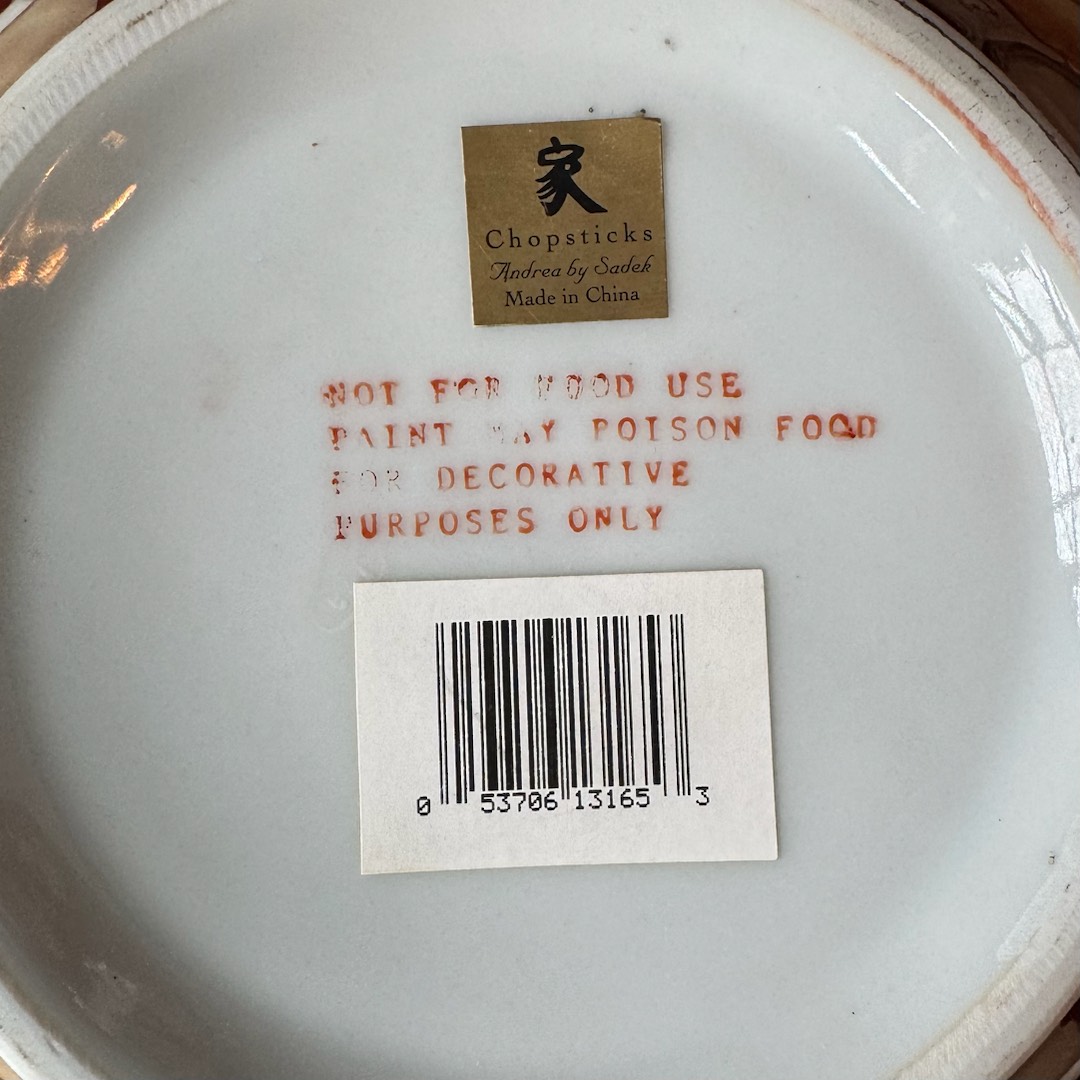 家
Chopsticks
Andrea by Sadek
Made in China
NOT FOR FOOD USE
PAINT MAY POISON FOOD
FOR DECORATIVE
PURPOSES ONLY
0 53706 13165 3